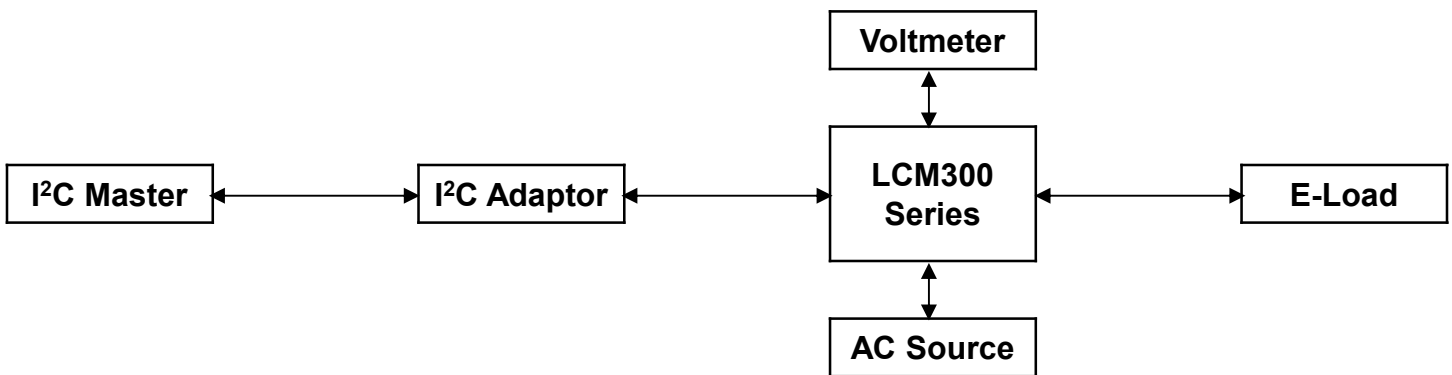 Voltmeter
I²C Master
I²C Adaptor
LCM300
Series
E-Load
AC Source